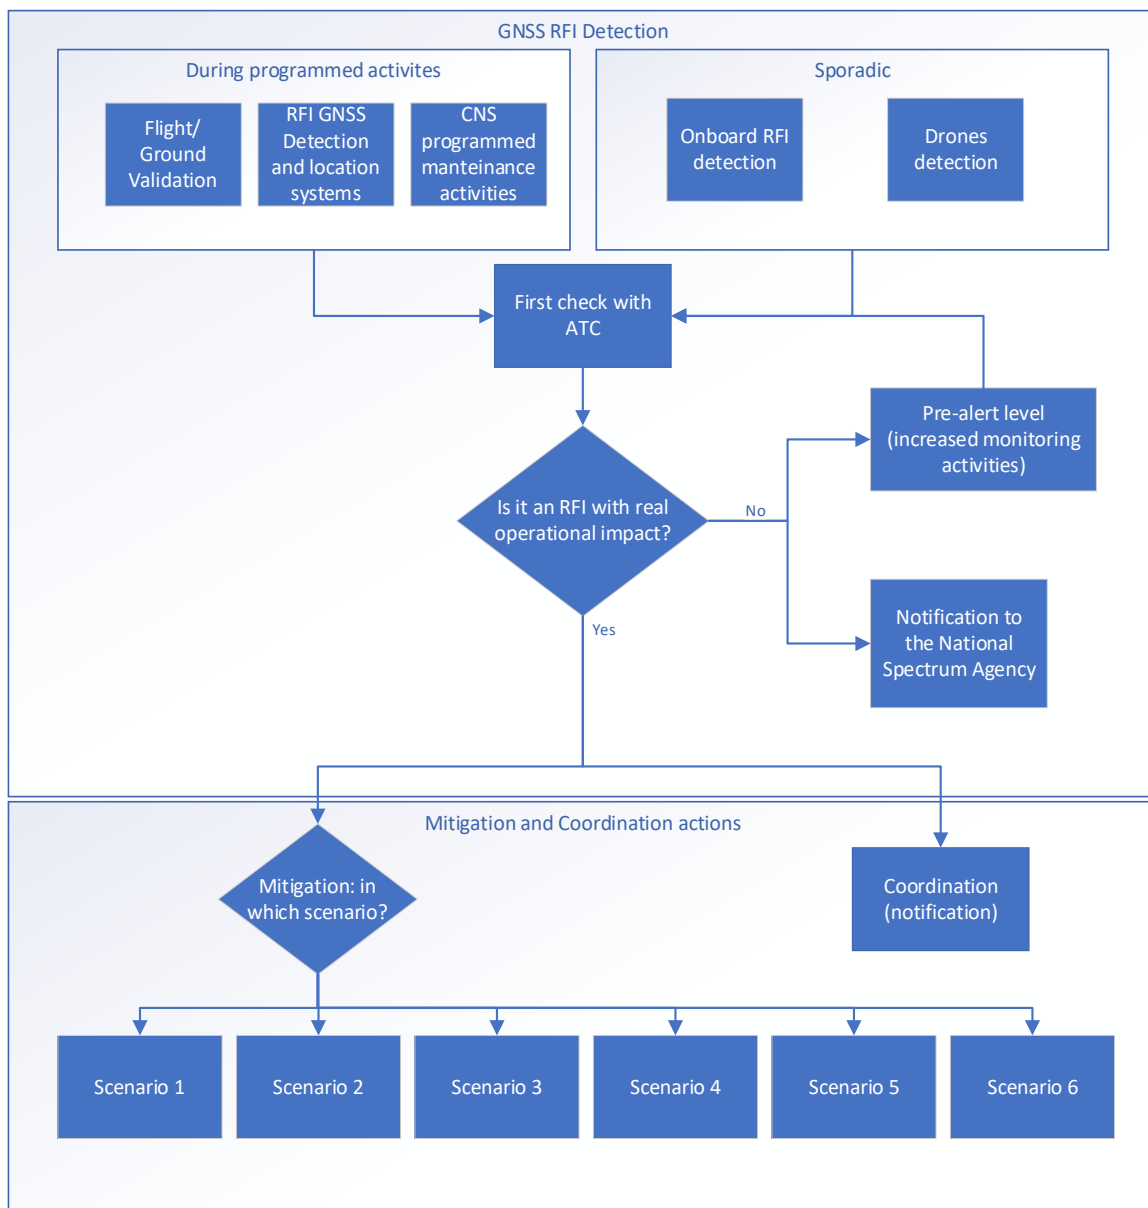 GNSS RFI Detection
During programmed activites
Flight/
Ground
Validation
RFI GNSS
Detection
and location
systems
CNS
programmed
manteinance
activities
Sporadic
Onboard RFI
detection
Drones
detection
First check with
ATC
Pre-alert level
(increased monitoring
activities)
Is it an RFI with real
operational impact?
No
Yes
Notification to
the National
Spectrum Agency
Mitigation and Coordination actions
Mitigation: in
which scenario?
Coordination
(notification)
Scenario 1
Scenario 2
Scenario 3
Scenario 4
Scenario 5
Scenario 6